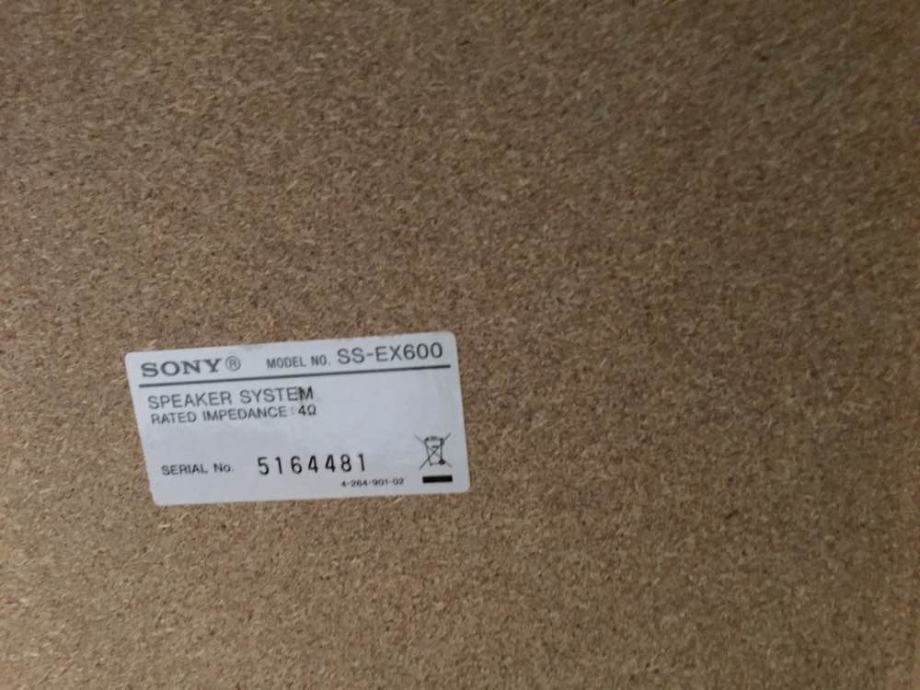 SONY® MODEL NO. SS-EX600
SPEAKER SYSTEM
RATED IMPEDANCE : 4Ω
SERIAL No. 5164481
4-264-901-02